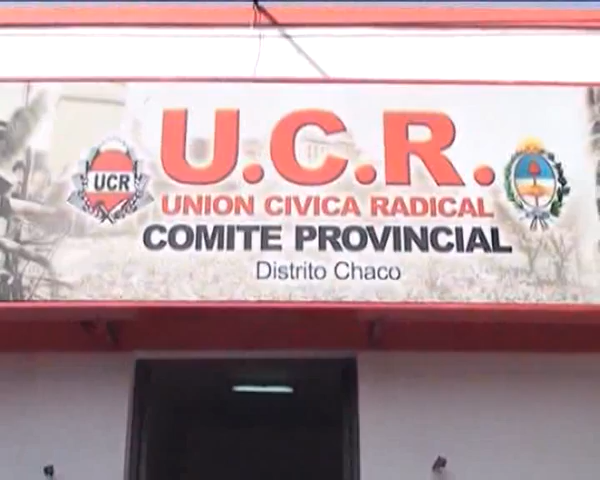 U.C.R.
UCR
UNION CIVICA RADICAL
COMITE PROVINCIAL
Distrito Chaco